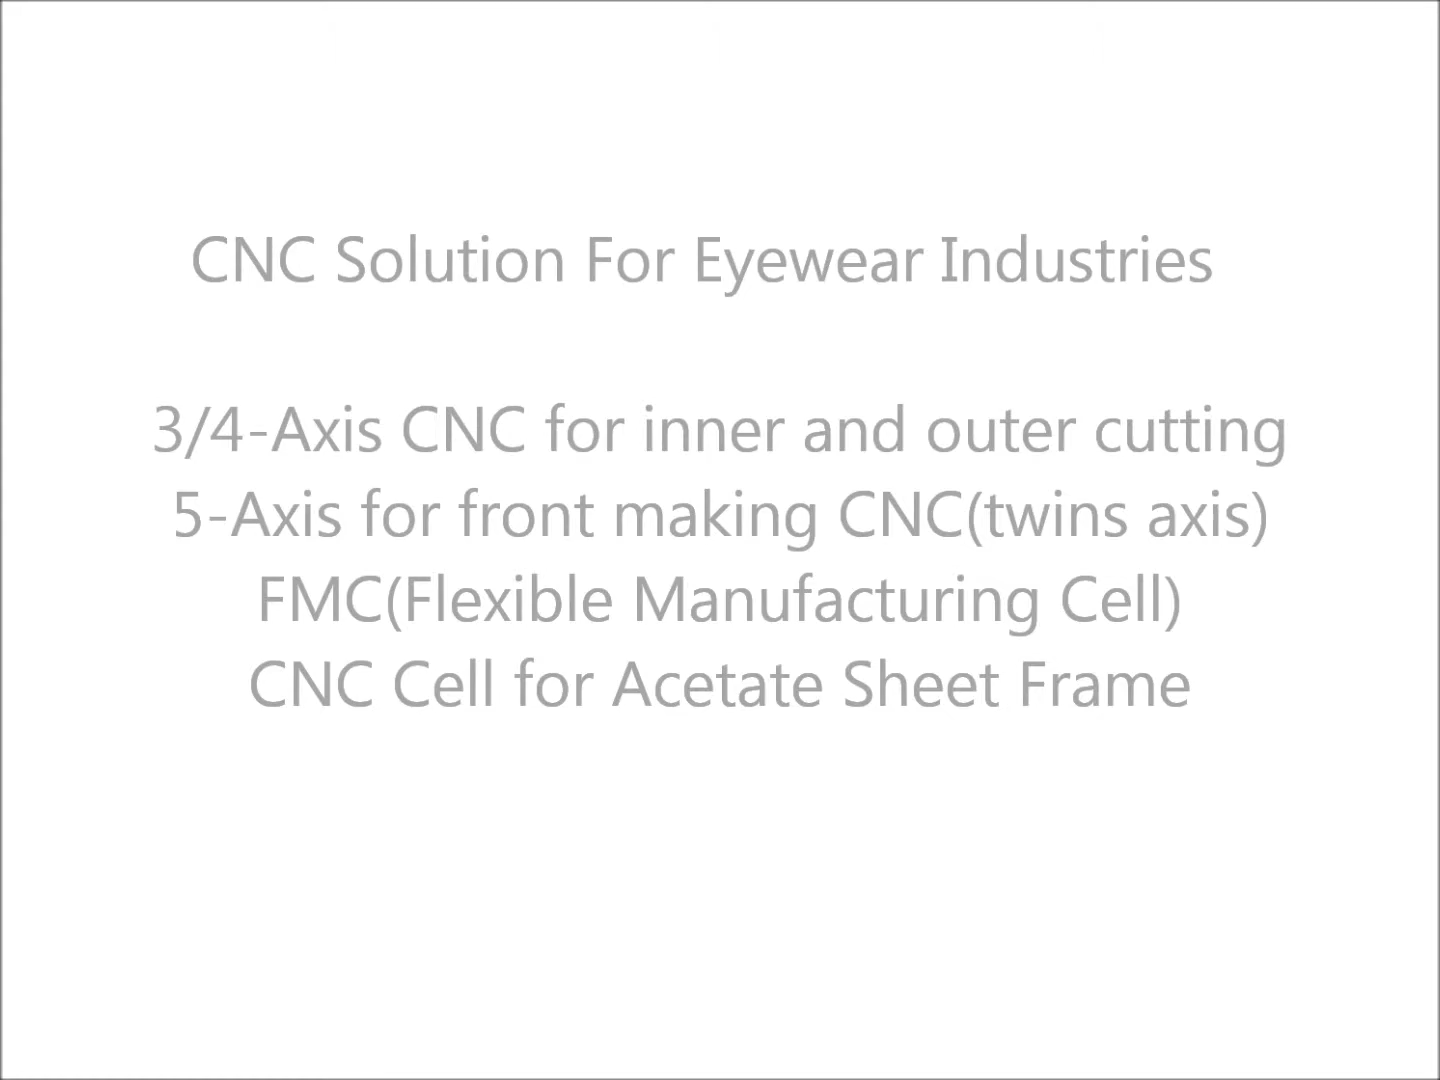 CNC Solution For Eyewear Industries
3/4-Axis CNC for inner and outer cutting
5-Axis for front making CNC(twins axis)
FMC(Flexible Manufacturing Cell)
CNC Cell for Acetate Sheet Frame